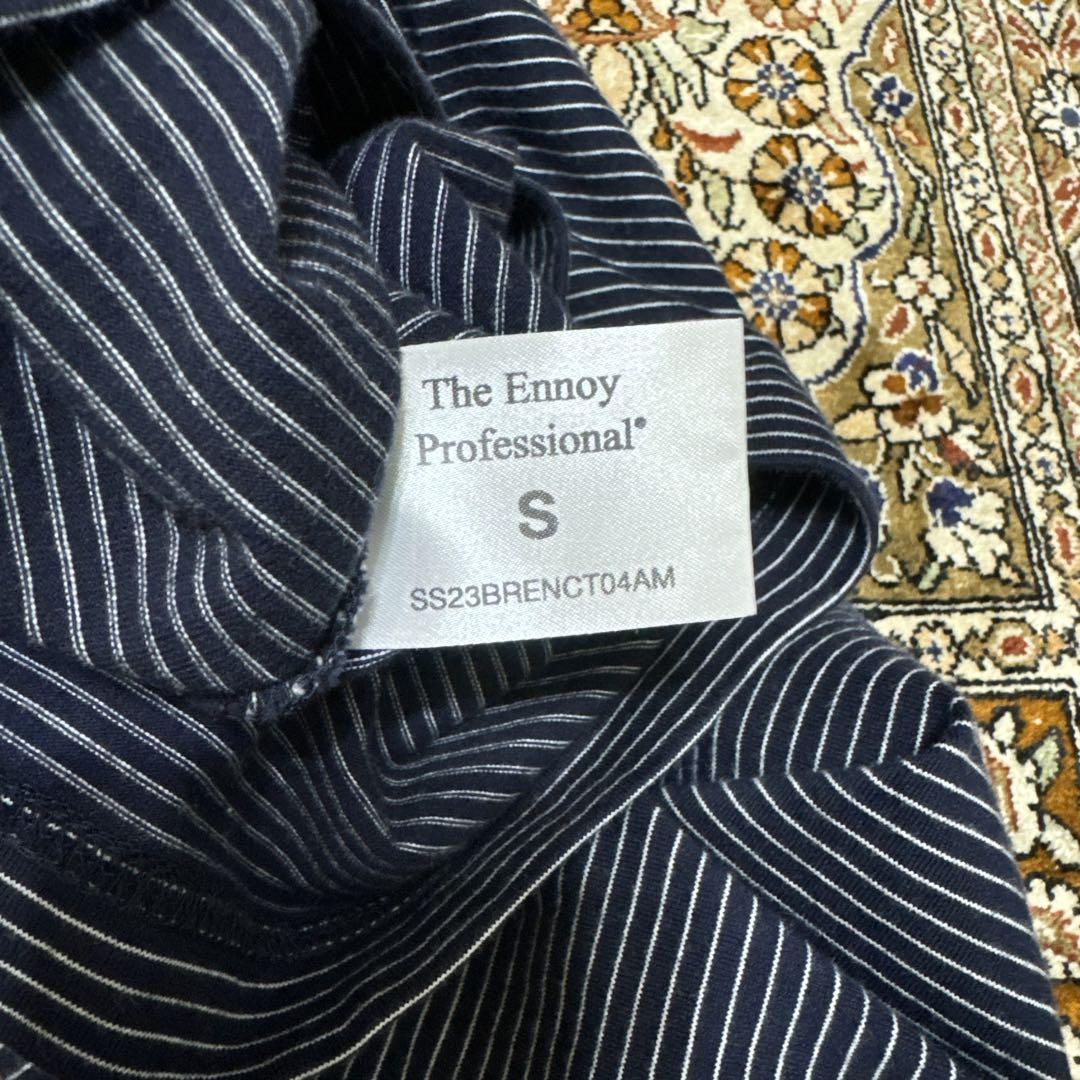 The Ennoy
Professional®
S
SS23BRENCT04AM